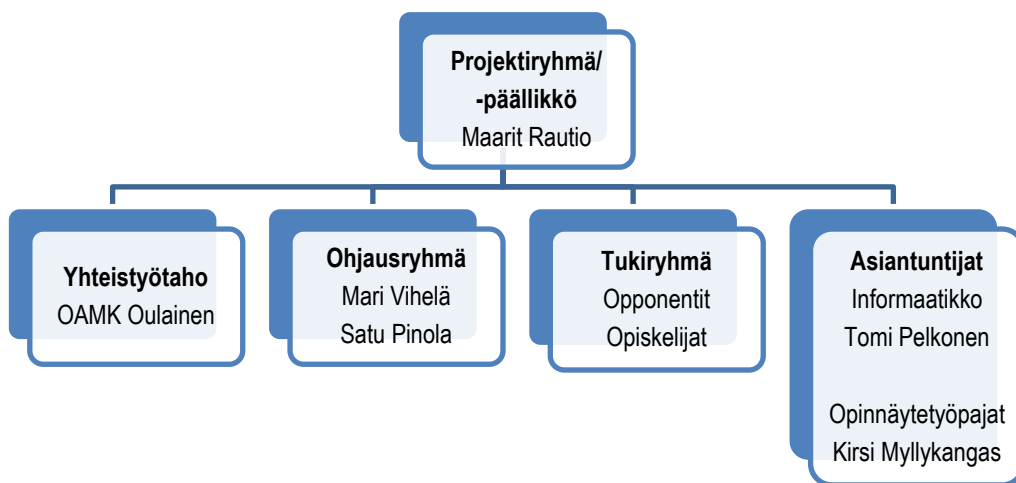 Projektiryhmä/
-päällikkö
Maarit Rautio
Yhteistyötaho
OAMK Oulainen
Ohjausryhmä
Mari Vihelä
Satu Pinola
Tukiryhmä
Opponentit
Opiskelijat
Asiantuntijat
Informaatikko
Tomi Pelkonen
Opinnäytetyöpajat
Kirsi Myllykangas